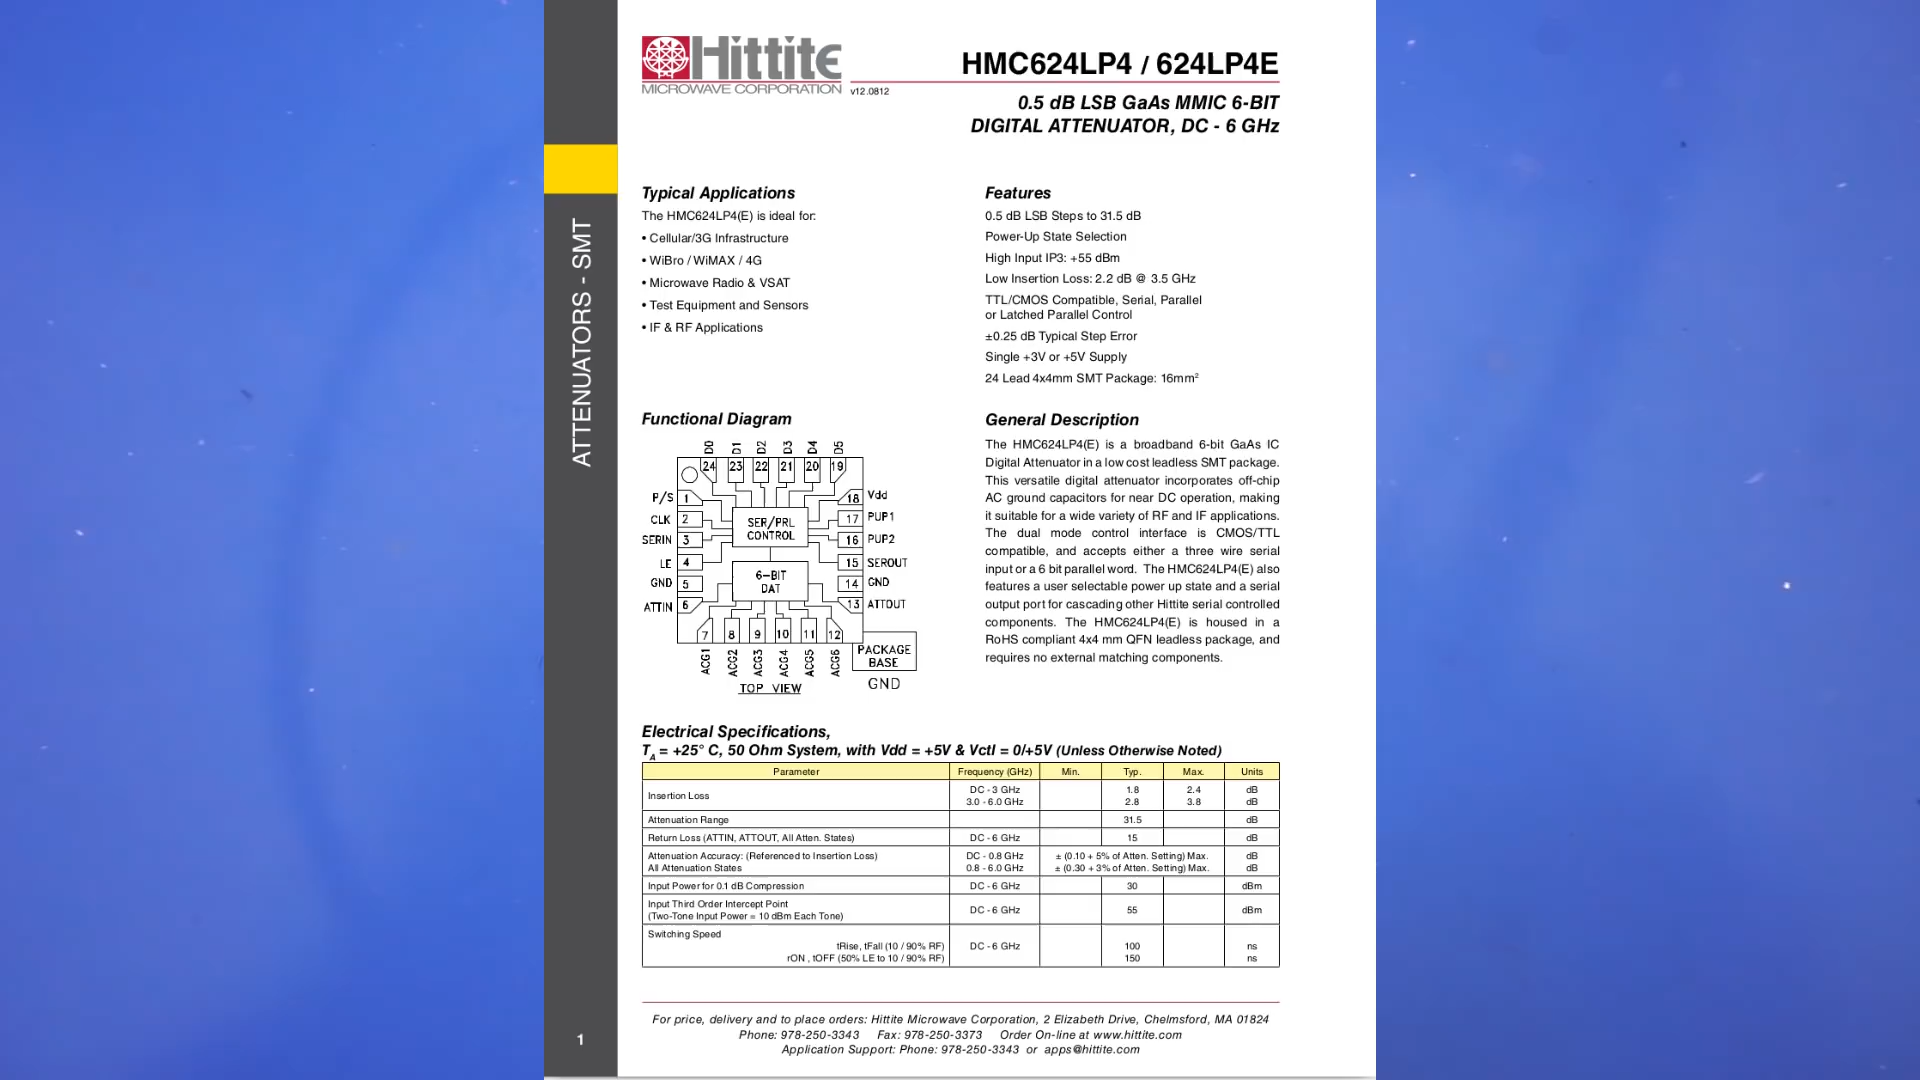 Hittite
MICROWAVE CORPORATION
v12.0812
HMC624LP4 / 624LP4E
0.5 dB LSB GaAs MMIC 6-BIT
DIGITAL ATTENUATOR, DC - 6 GHz
ATTENUATORS - SMT
Typical Applications
The HMC624LP4(E) is ideal for:
• Cellular/3G Infrastructure
• WiBro / WiMAX / 4G
• Microwave Radio & VSAT
• Test Equipment and Sensors
• IF & RF Applications
Features
0.5 dB LSB Steps to 31.5 dB
Power-Up State Selection
High Input IP3: +55 dBm
Low Insertion Loss: 2.2 dB @ 3.5 GHz
TTL/CMOS Compatible, Serial, Parallel
or Latched Parallel Control
±0.25 dB Typical Step Error
Single +3V or +5V Supply
24 Lead 4x4mm SMT Package: 16mm²
Functional Diagram
D0 D1 D2 D3 D4 D5
24 23 22 21 20 19
P/S 1 18 Vdd
CLK 2 17 PUP1
SERIN 3 16 PUP2
LE 4 15 SEROUT
GND 5 14 GND
ATTIN 6 13 ATTOUT
SER/PRL
CONTROL
6-BIT
DAT
7 8 9 10 11 12
ACG1 ACG2 ACG3 ACG4 ACG5 ACG6
PACKAGE
BASE
GND
TOP VIEW
General Description
The HMC624LP4(E) is a broadband 6-bit GaAs IC
Digital Attenuator in a low cost leadless SMT package.
This versatile digital attenuator incorporates off-chip
AC ground capacitors for near DC operation, making
it suitable for a wide variety of RF and IF applications.
The dual mode control interface is CMOS/TTL
compatible, and accepts either a three wire serial
input or a 6 bit parallel word. The HMC624LP4(E) also
features a user selectable power up state and a serial
output port for cascading other Hittite serial controlled
components. The HMC624LP4(E) is housed in a
RoHS compliant 4x4 mm QFN leadless package, and
requires no external matching components.
Electrical Specifications,
TA = +25° C, 50 Ohm System, with Vdd = +5V & Vctl = 0/+5V (Unless Otherwise Noted)
Parameter Frequency (GHz) Min. Typ. Max. Units
Insertion Loss DC - 3 GHz 1.8 2.4 dB
3.0 - 6.0 GHz 2.8 3.8 dB
Attenuation Range 31.5 dB
Return Loss (ATTIN, ATTOUT, All Atten. States) DC - 6 GHz 15 dB
Attenuation Accuracy: (Referenced to Insertion Loss) DC - 0.8 GHz ± (0.10 + 5% of Atten. Setting) Max. dB
All Attenuation States 0.8 - 6.0 GHz ± (0.30 + 3% of Atten. Setting) Max. dB
Input Power for 0.1 dB Compression DC - 6 GHz 30 dBm
Input Third Order Intercept Point
(Two-Tone Input Power = 10 dBm Each Tone) DC - 6 GHz 55 dBm
Switching Speed
tRise, tFall (10 / 90% RF) DC - 6 GHz 100 ns
rON , tOFF (50% LE to 10 / 90% RF) 150 ns
For price, delivery and to place orders: Hittite Microwave Corporation, 2 Elizabeth Drive, Chelmsford, MA 01824
Phone: 978-250-3343 Fax: 978-250-3373 Order On-line at www.hittite.com
Application Support: Phone: 978-250-3343 or apps@hittite.com
1